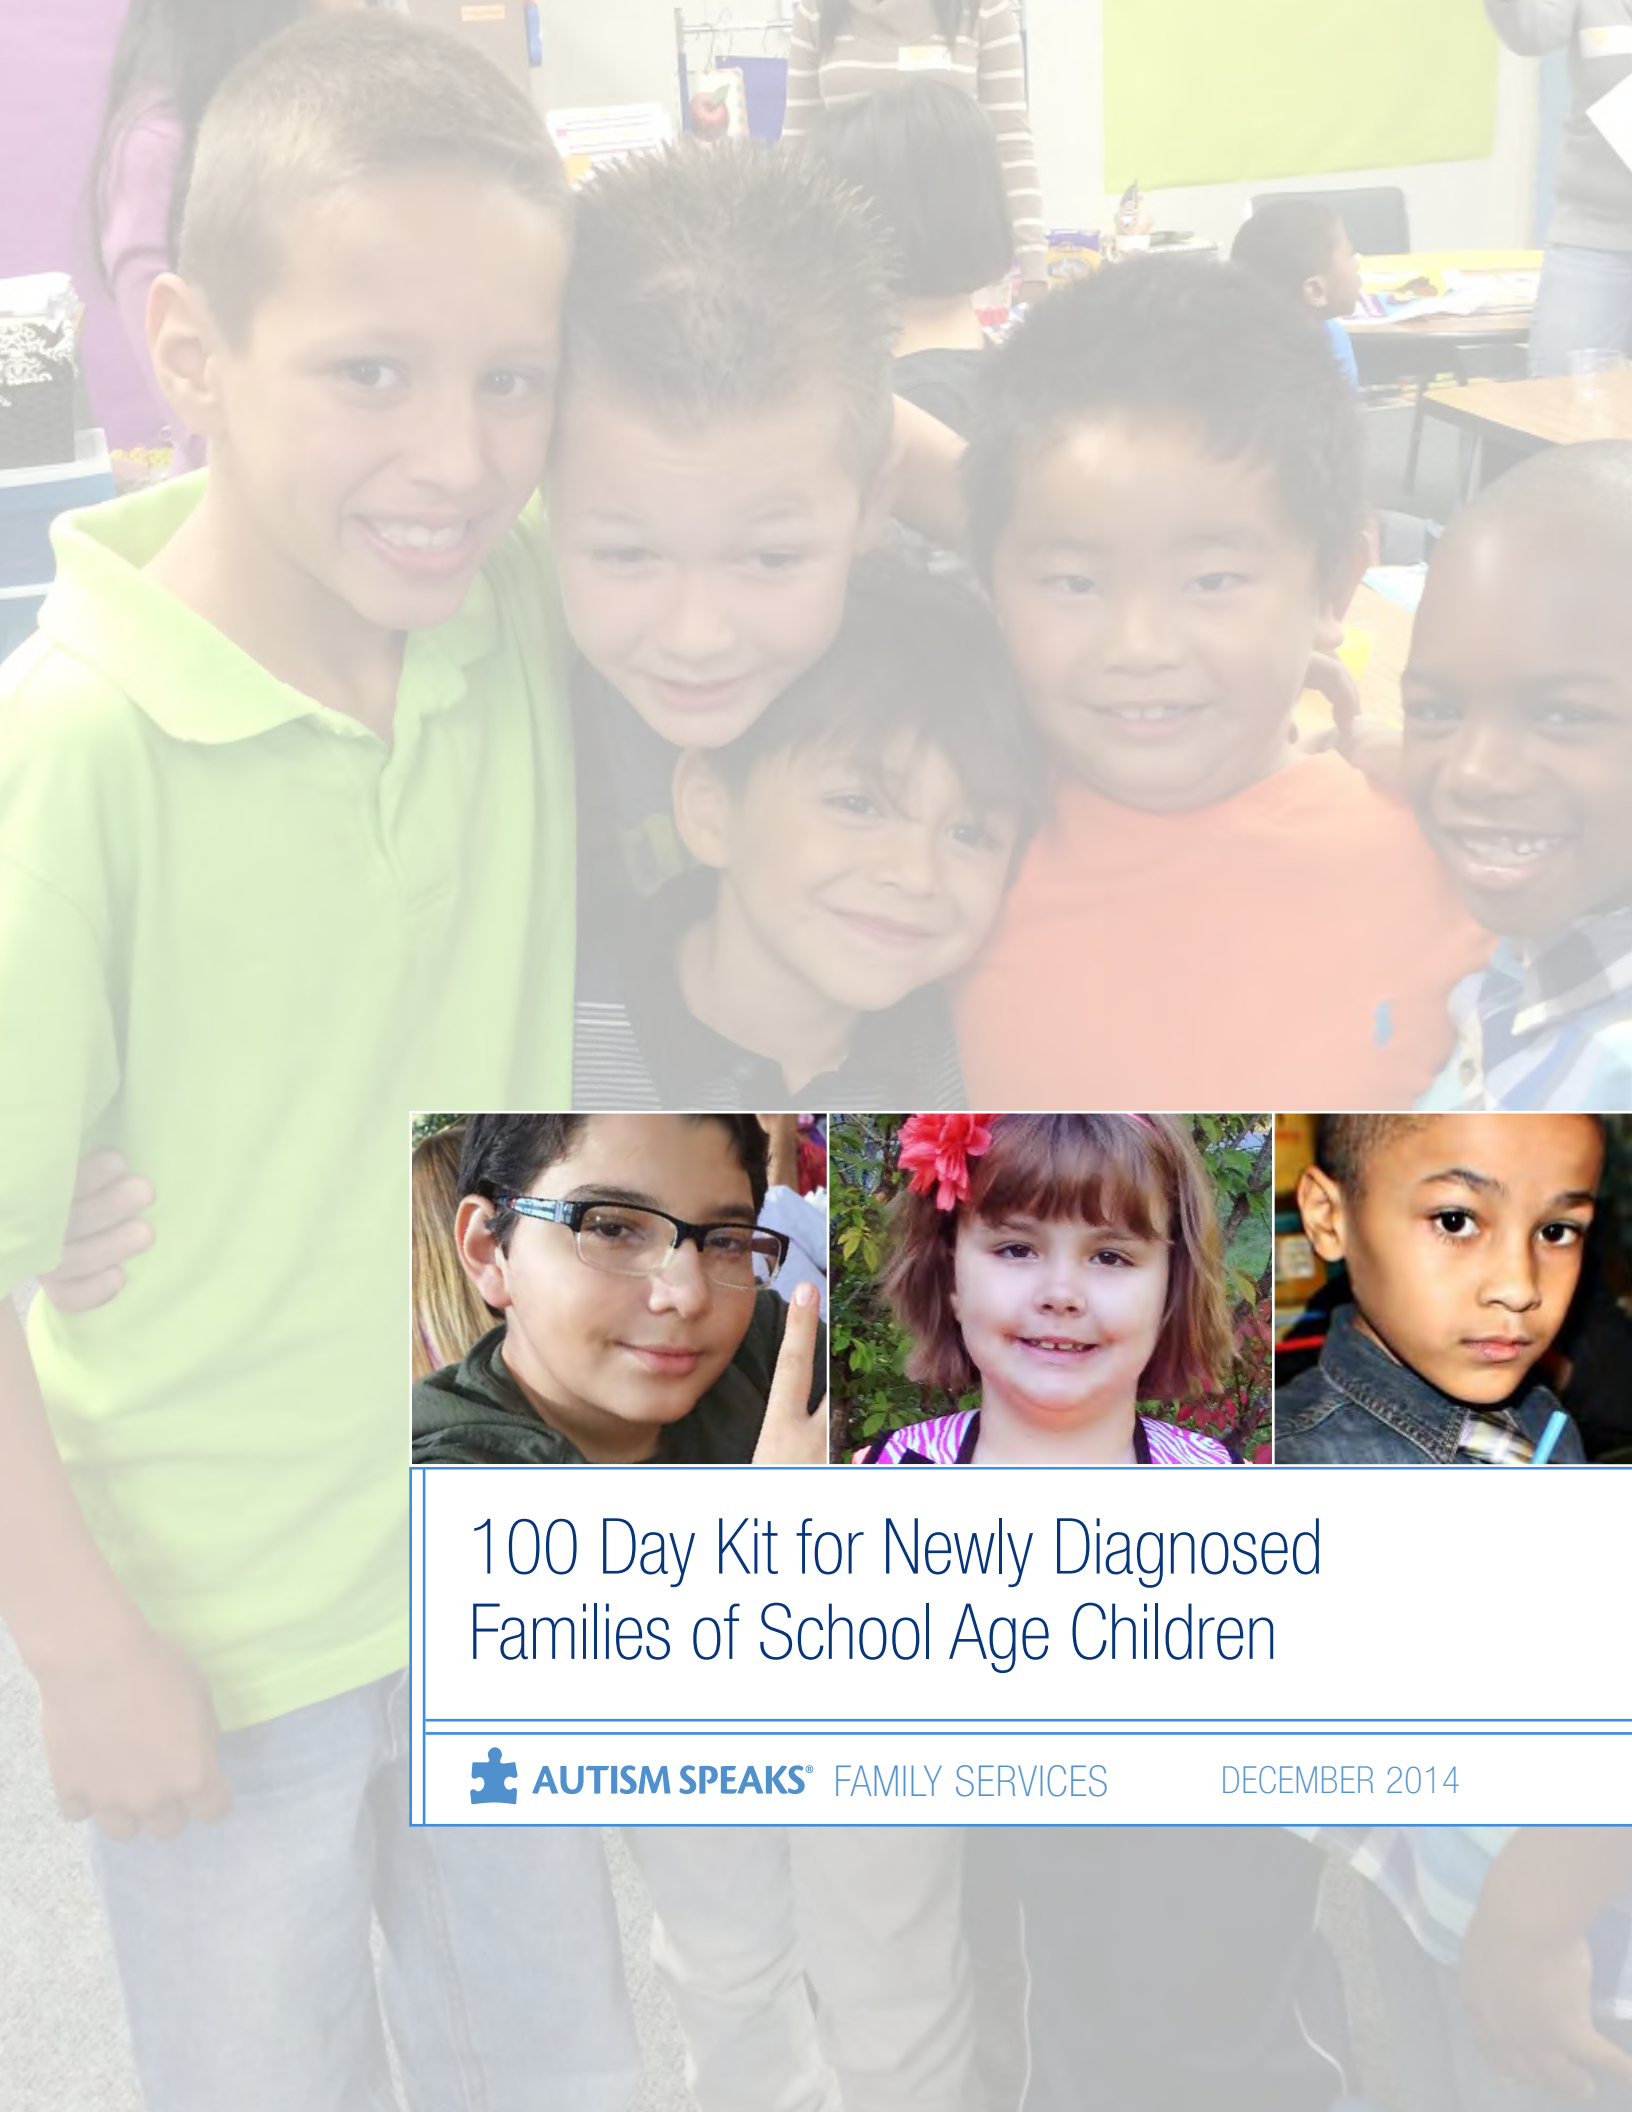 100 Day Kit for Newly Diagnosed
Families of School Age Children
AUTISM SPEAKS® FAMILY SERVICES DECEMBER 2014